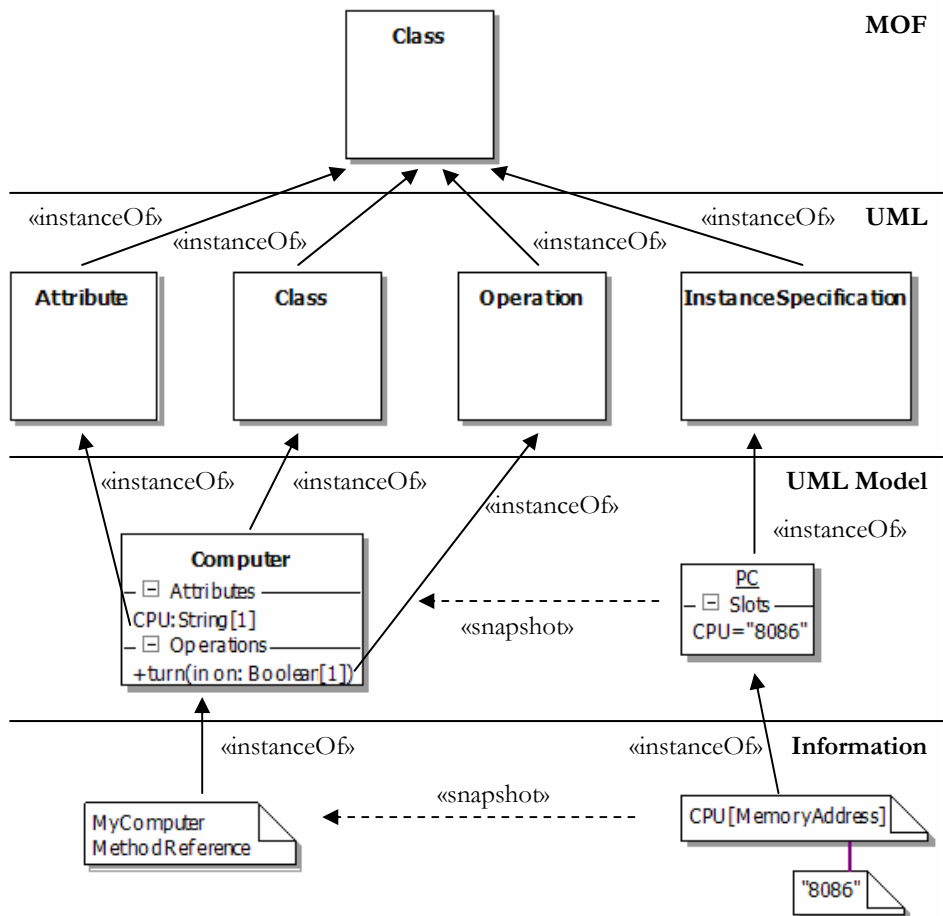 Class
MOF
«instanceOf»
«instanceOf»
«instanceOf»
«instanceOf»
UML
Attribute
Class
Operation
InstanceSpecification
«instanceOf»
«instanceOf»
«instanceOf»
«instanceOf»
UML Model
Computer
Attributes
CPU:String[1]
Operations
+turn(in on: Boolear[1])
«snapshot»
PC
Slots
CPU="8086"
«instanceOf»
«instanceOf»
Information
MyComputer
MethodReference
«snapshot»
CPU[MemoryAddress]
"8086"